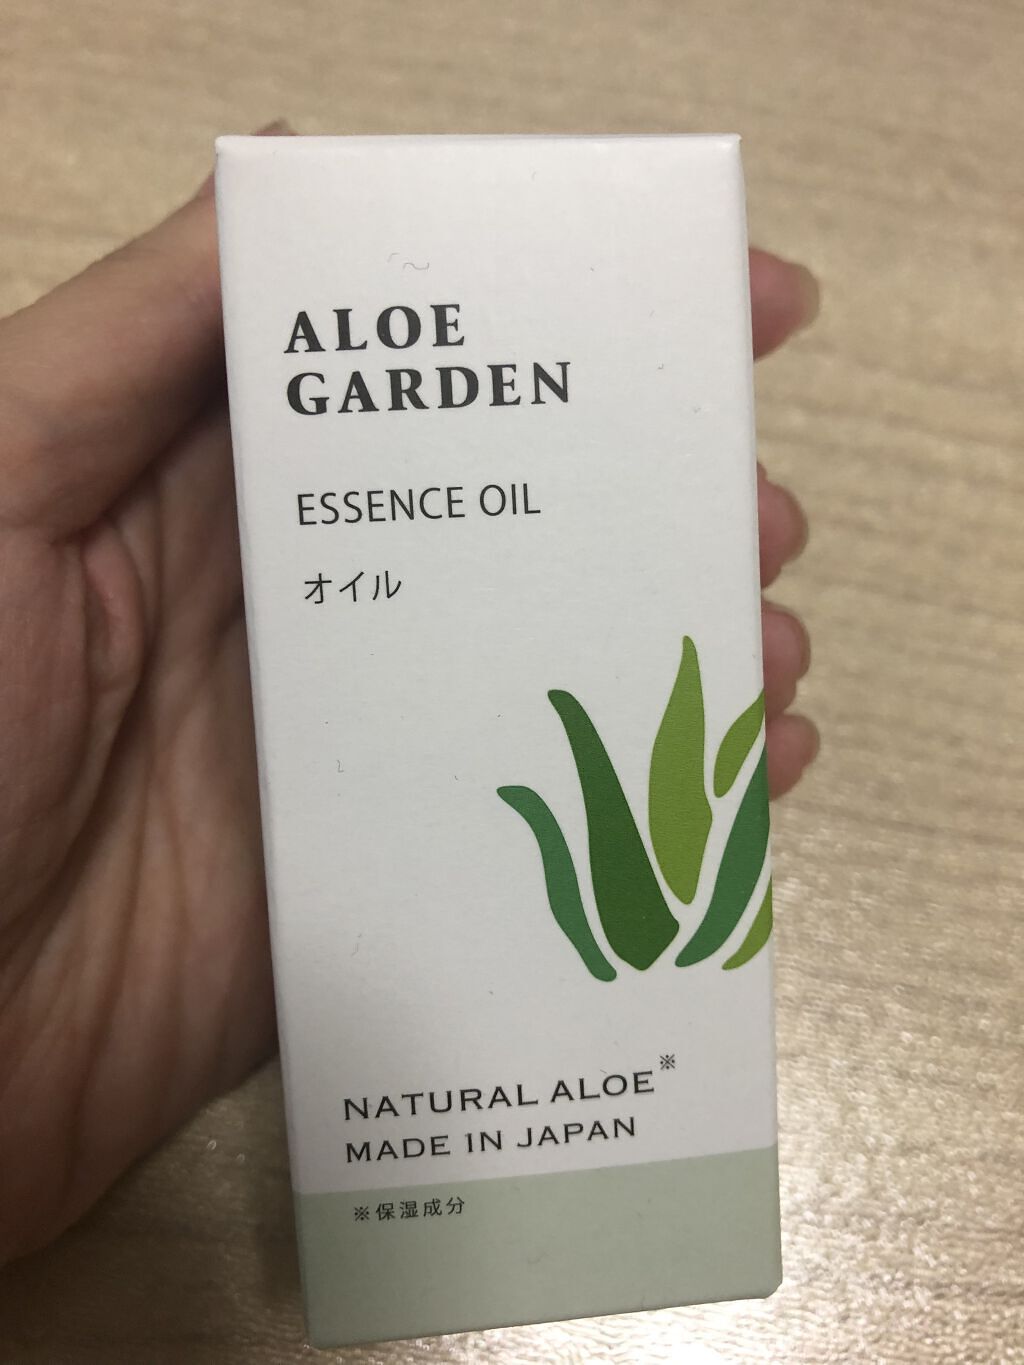 ALOE
GARDEN
ESSENCE OIL
オイル
NATURAL ALOE※
MADE IN JAPAN
※保湿成分